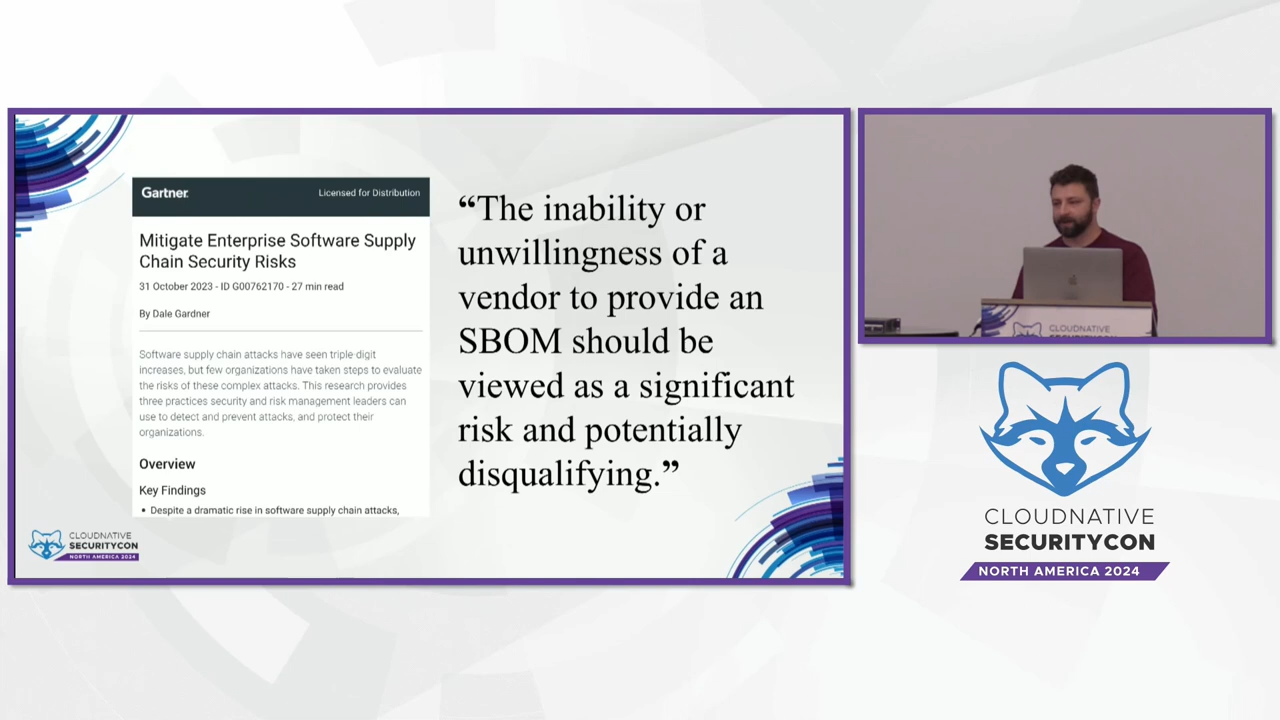 Gartner
Licensed for Distribution
Mitigate Enterprise Software Supply
Chain Security Risks
31 October 2023 - ID G00762170 - 27 min read
By Dale Gardner
Software supply chain attacks have seen triple digit
increases, but few organizations have taken steps to evaluate
the risks of these complex attacks. This research provides
three practices security and risk management leaders can
use to detect and prevent attacks, and protect their
organizations.
Overview
Key Findings
• Despite a dramatic rise in software supply chain attacks,
“The inability or
unwillingness of a
vendor to provide an
SBOM should be
viewed as a significant
risk and potentially
disqualifying.”
CLOUDNATIVE
SECURITYCON
NORTH AMERICA 2024
CLOUDNATIVE
CLOUDNATIVE
SECURITYCON
NORTH AMERICA 2024